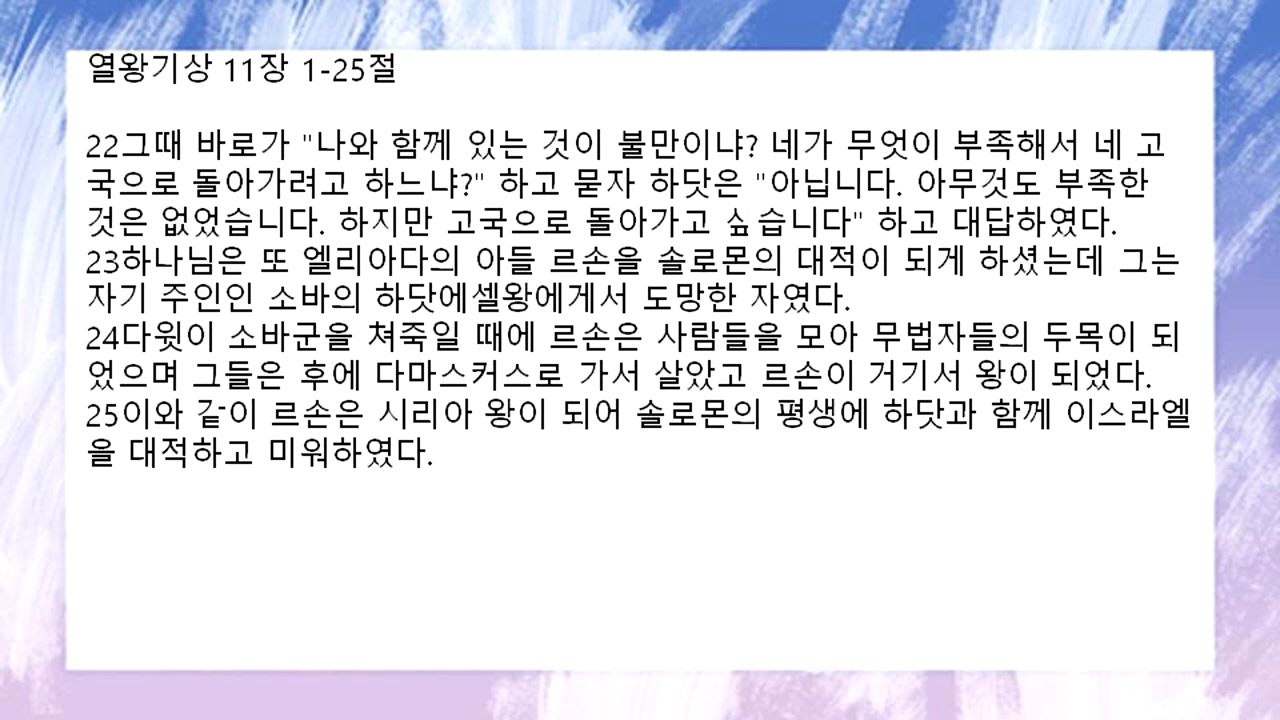 열왕기상 11장 1-25절
22그때 바로가 "나와 함께 있는 것이 불만이냐? 네가 무엇이 부족해서 네 고
국으로 돌아가려고 하느냐?" 하고 묻자 하닷은 "아닙니다. 아무것도 부족한
것은 없었습니다. 하지만 고국으로 돌아가고 싶습니다" 하고 대답하였다.
23하나님은 또 엘리아다의 아들 르손을 솔로몬의 대적이 되게 하셨는데 그는
자기 주인인 소바의 하닷에셀왕에게서 도망한 자였다.
24다윗이 소바군을 쳐죽일 때에 르손은 사람들을 모아 무법자들의 두목이 되
었으며 그들은 후에 다마스커스로 가서 살았고 르손이 거기서 왕이 되었다.
25이와 같이 르손은 시리아 왕이 되어 솔로몬의 평생에 하닷과 함께 이스라엘
을 대적하고 미워하였다.